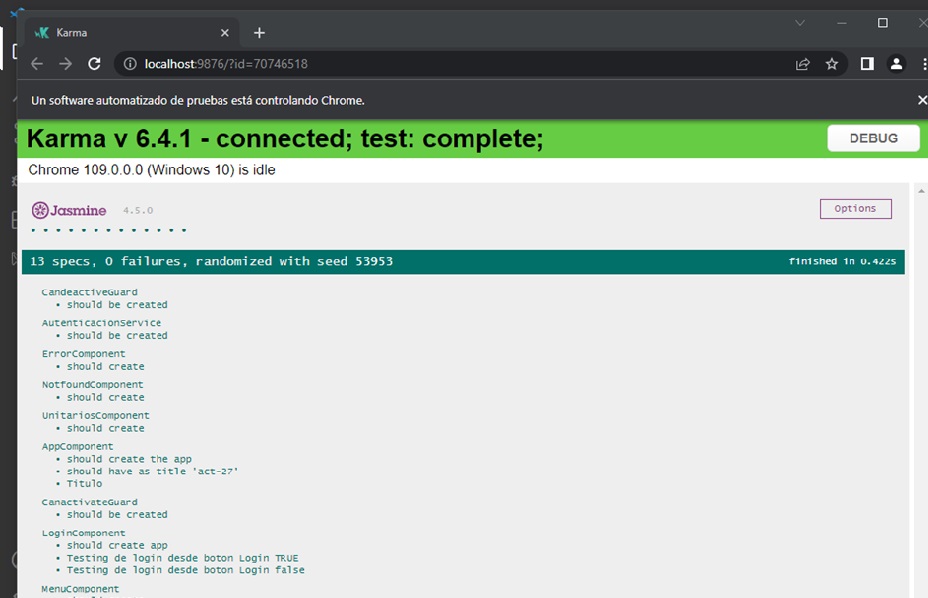 Karma
localhost:9876/?id=70746518
Un software automatizado de pruebas está controlando Chrome.
Karma v 6.4.1 - connected; test: complete;
DEBUG
Chrome 109.0.0.0 (Windows 10) is idle
Jasmine 4.5.0
Options
• • • • • • • • • • • • •
13 specs, 0 failures, randomized with seed 53953
finished in 0.422s
CandeactiveGuard
• should be created
AutenticacionService
• should be created
ErrorComponent
• should create
NotfoundComponent
• should create
UnitariosComponent
• should create
AppComponent
• should create the app
• should have as title 'act-27'
• Titulo
CanactivateGuard
• should be created
LoginComponent
• should create app
• Testing de login desde boton Login TRUE
• Testing de login desde boton Login false
MenuComponent